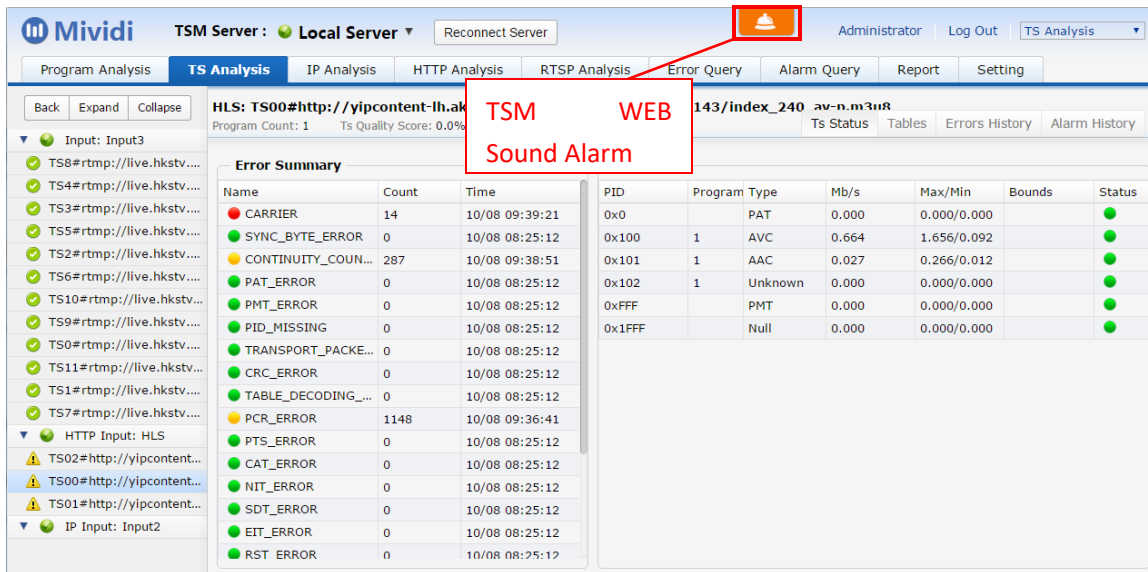 Mividi TSM Server : Local Server ▼ Reconnect Server Administrator Log Out TS Analysis
Program Analysis TS Analysis IP Analysis HTTP Analysis RTSP Analysis Error Query Alarm Query Report Setting
Back Expand Collapse
HLS: TS00#http://yipcontent-lh.ak 143/index_240_av-p.m3u8
Program Count: 1 Ts Quality Score: 0.0%
TSM WEB
Sound Alarm
Ts Status Tables Errors History Alarm History
Input: Input3
TS8#rtmp://live.hkstv....
TS4#rtmp://live.hkstv....
TS3#rtmp://live.hkstv....
TS5#rtmp://live.hkstv....
TS2#rtmp://live.hkstv....
TS6#rtmp://live.hkstv....
TS10#rtmp://live.hkstv...
TS9#rtmp://live.hkstv....
TS0#rtmp://live.hkstv....
TS11#rtmp://live.hkstv...
TS1#rtmp://live.hkstv....
TS7#rtmp://live.hkstv....
HTTP Input: HLS
TS02#http://yipcontent...
TS00#http://yipcontent...
TS01#http://yipcontent...
IP Input: Input2
Error Summary
Name Count Time
CARRIER 14 10/08 09:39:21
SYNC_BYTE_ERROR 0 10/08 08:25:12
CONTINUITY_COUN... 287 10/08 09:38:51
PAT_ERROR 0 10/08 08:25:12
PMT_ERROR 0 10/08 08:25:12
PID_MISSING 0 10/08 08:25:12
TRANSPORT_PACKE... 0 10/08 08:25:12
CRC_ERROR 0 10/08 08:25:12
TABLE_DECODING_... 0 10/08 08:25:12
PCR_ERROR 1148 10/08 09:36:41
PTS_ERROR 0 10/08 08:25:12
CAT_ERROR 0 10/08 08:25:12
NIT_ERROR 0 10/08 08:25:12
SDT_ERROR 0 10/08 08:25:12
EIT_ERROR 0 10/08 08:25:12
RST_ERROR 0 10/08 08:25:12
PID Program Type Mb/s Max/Min Bounds Status
0x0 PAT 0.000 0.000/0.000
0x100 1 AVC 0.664 1.656/0.092
0x101 1 AAC 0.027 0.266/0.012
0x102 1 Unknown 0.000 0.000/0.000
0xFFF PMT 0.000 0.000/0.000
0x1FFF Null 0.000 0.000/0.000